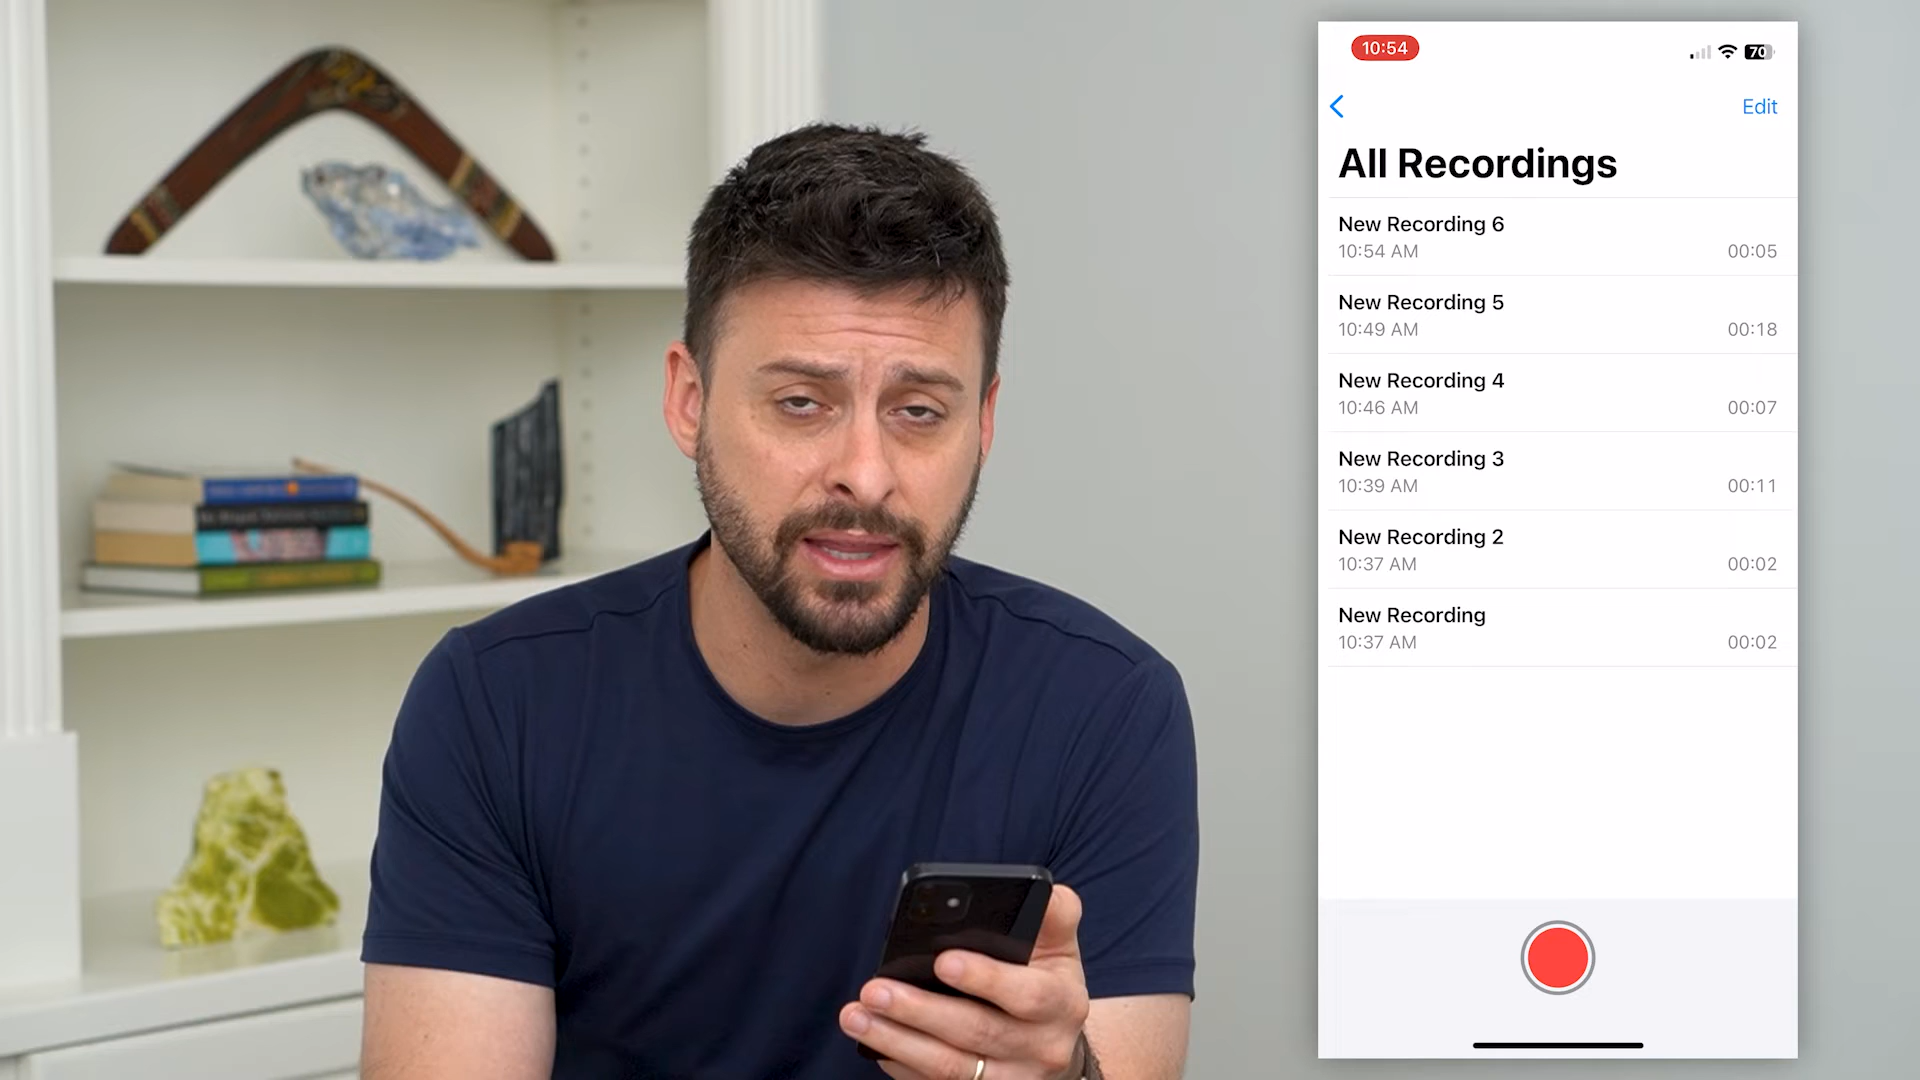 10:54
70
Edit
All Recordings
New Recording 6
10:54 AM
00:05
New Recording 5
10:49 AM
00:18
New Recording 4
10:46 AM
00:07
New Recording 3
10:39 AM
00:11
New Recording 2
10:37 AM
00:02
New Recording
10:37 AM
00:02